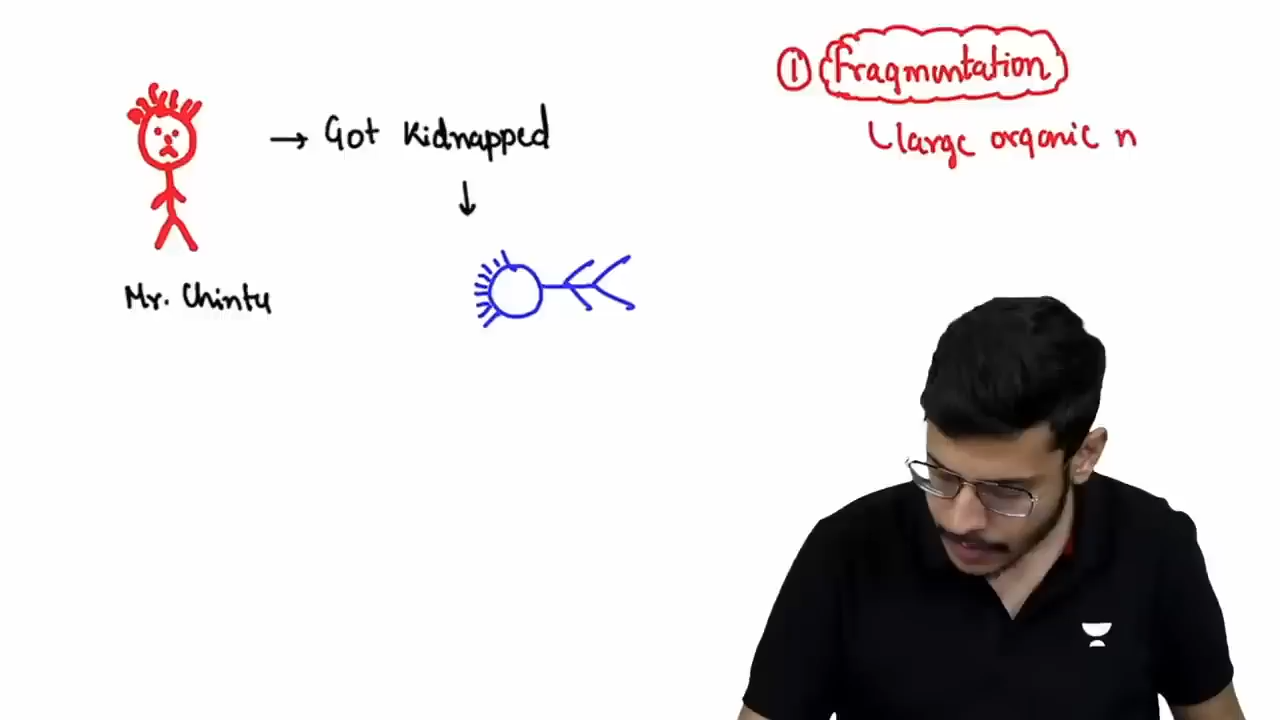 ① Fragmentation
large organic m
→ Got Kidnapped
↓
Mr. Chintu